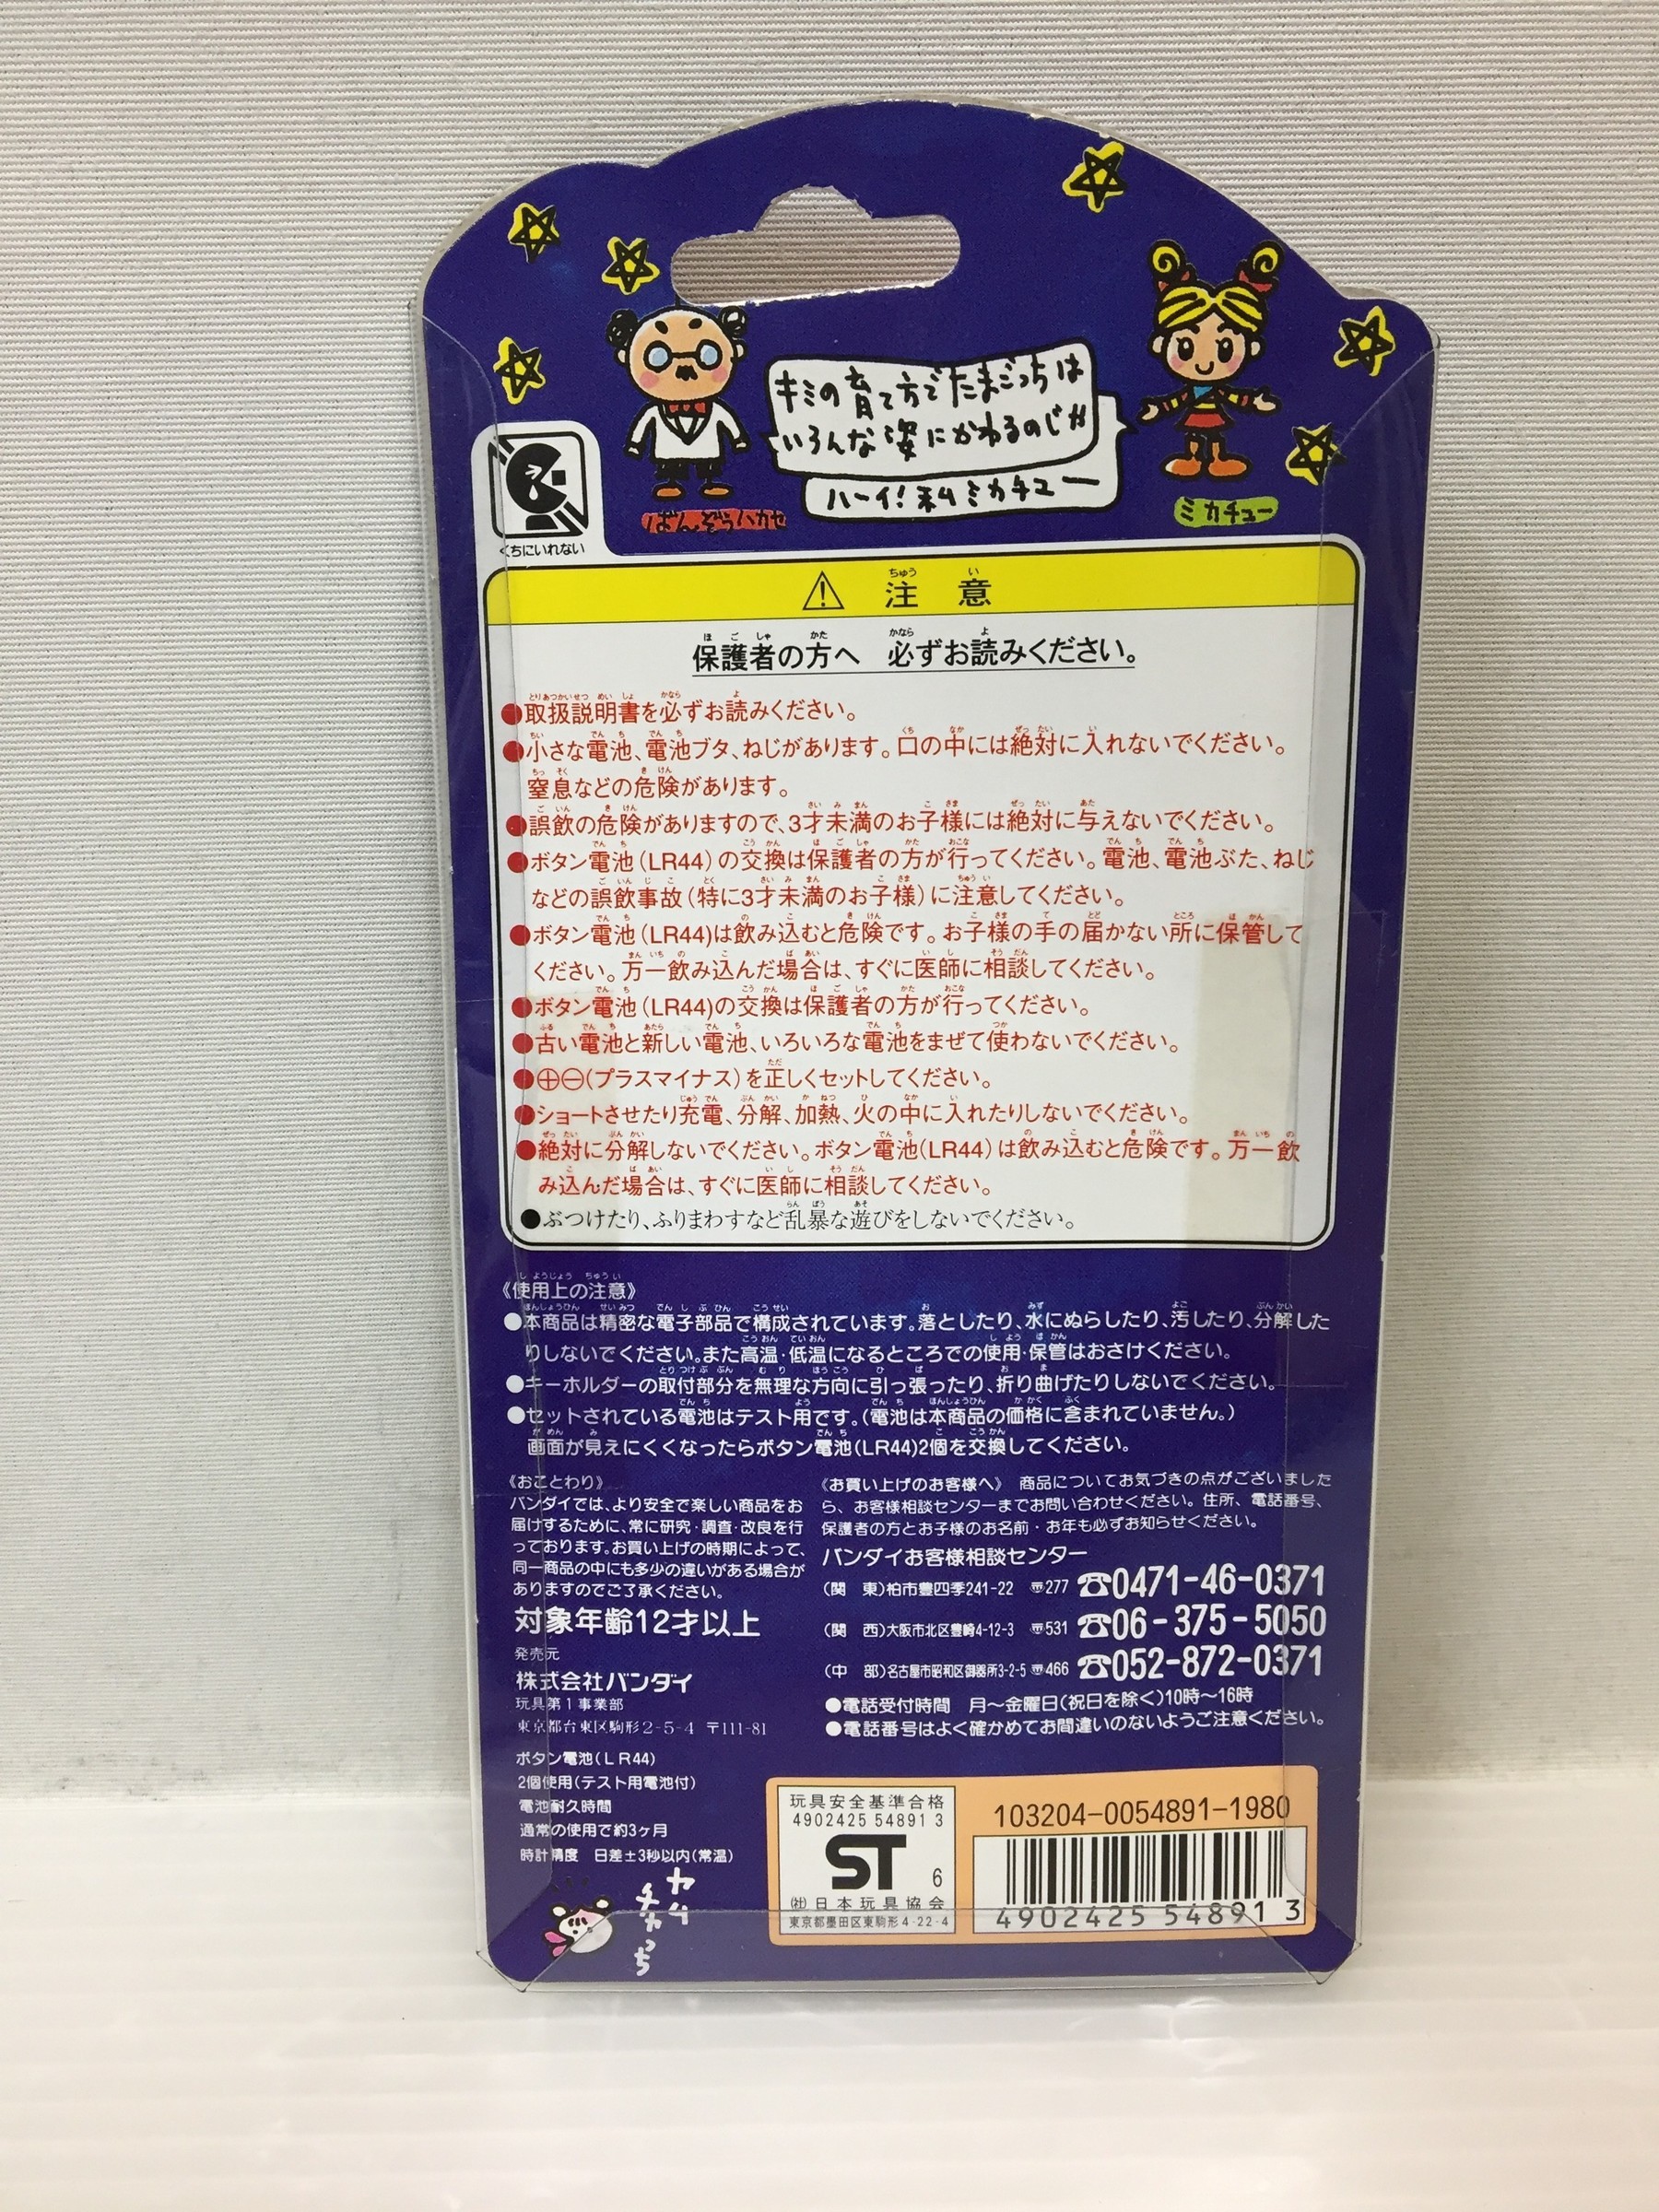 キミの育て方でたまごっちは
いろんな姿にかわるのじゃ
ハーイ!私ミカチュー
ばんぞうハカセ
ミカチュー
くちにいれない
注意
保護者の方へ 必ずお読みください。
●取扱説明書を必ずお読みください。
●小さな電池、電池ブタ、ねじがあります。口の中には絶対に入れないでください。
窒息などの危険があります。
●誤飲の危険がありますので、3才未満のお子様には絶対に与えないでください。
●ボタン電池(LR44)の交換は保護者の方が行ってください。電池、電池ぶた、ねじ
などの誤飲事故(特に3才未満のお子様)に注意してください。
●ボタン電池(LR44)は飲み込むと危険です。お子様の手の届かない所に保管して
ください。万一飲み込んだ場合は、すぐに医師に相談してください。
●ボタン電池(LR44)の交換は保護者の方が行ってください。
●古い電池と新しい電池、いろいろな電池をまぜて使わないでください。
●⊕⊖(プラスマイナス)を正しくセットしてください。
●ショートさせたり充電、分解、加熱、火の中に入れたりしないでください。
●絶対に分解しないでください。ボタン電池(LR44)は飲み込むと危険です。万一飲
み込んだ場合は、すぐに医師に相談してください。
●ぶつけたり、ふりまわすなど乱暴な遊びをしないでください。
《使用上の注意》
●本商品は精密な電子部品で構成されています。落としたり、水にぬらしたり、汚したり、分解した
りしないでください。また高温・低温になるところでの使用・保管はおさけください。
●キーホルダーの取付部分を無理な方向に引っ張ったり、折り曲げたりしないでください。
●セットされている電池はテスト用です。(電池は本商品の価格に含まれていません。)
画面が見えにくくなったらボタン電池(LR44)2個を交換してください。
《おことわり》
バンダイでは、より安全で楽しい商品をお
届けするために、常に研究・調査・改良を行
っております。お買い上げの時期によって、
同一商品の中にも多少の違いがある場合が
ありますのでご了承ください。
対象年齢12才以上
発売元
株式会社バンダイ
玩具第1事業部
東京都台東区駒形2-5-4 〒111-81
ボタン電池(LR44)
2個使用(テスト用電池付)
電池耐久時間
通常の使用で約3ヶ月
時計精度 日差±3秒以内(常温)
《お買い上げのお客様へ》 商品についてお気づきの点がございました
ら、お客様相談センターまでお問い合わせください。住所、電話番号、
保護者の方とお子様のお名前・お年も必ずお知らせください。
バンダイお客様相談センター
(関 東)柏市豊四季241-22 〒277 ☎0471-46-0371
(関 西)大阪市北区豊崎4-12-3 〒531 ☎06-375-5050
(中 部)名古屋市昭和区御器所3-2-5 〒466 ☎052-872-0371
●電話受付時間 月〜金曜日(祝日を除く)10時〜16時
●電話番号はよく確かめてお間違いのないようご注意ください。
玩具安全基準合格
4902425 54891 3
ST 6
(社)日本玩具協会
東京都墨田区東駒形4-22-4
103204-0054891-1980
4902425 548913